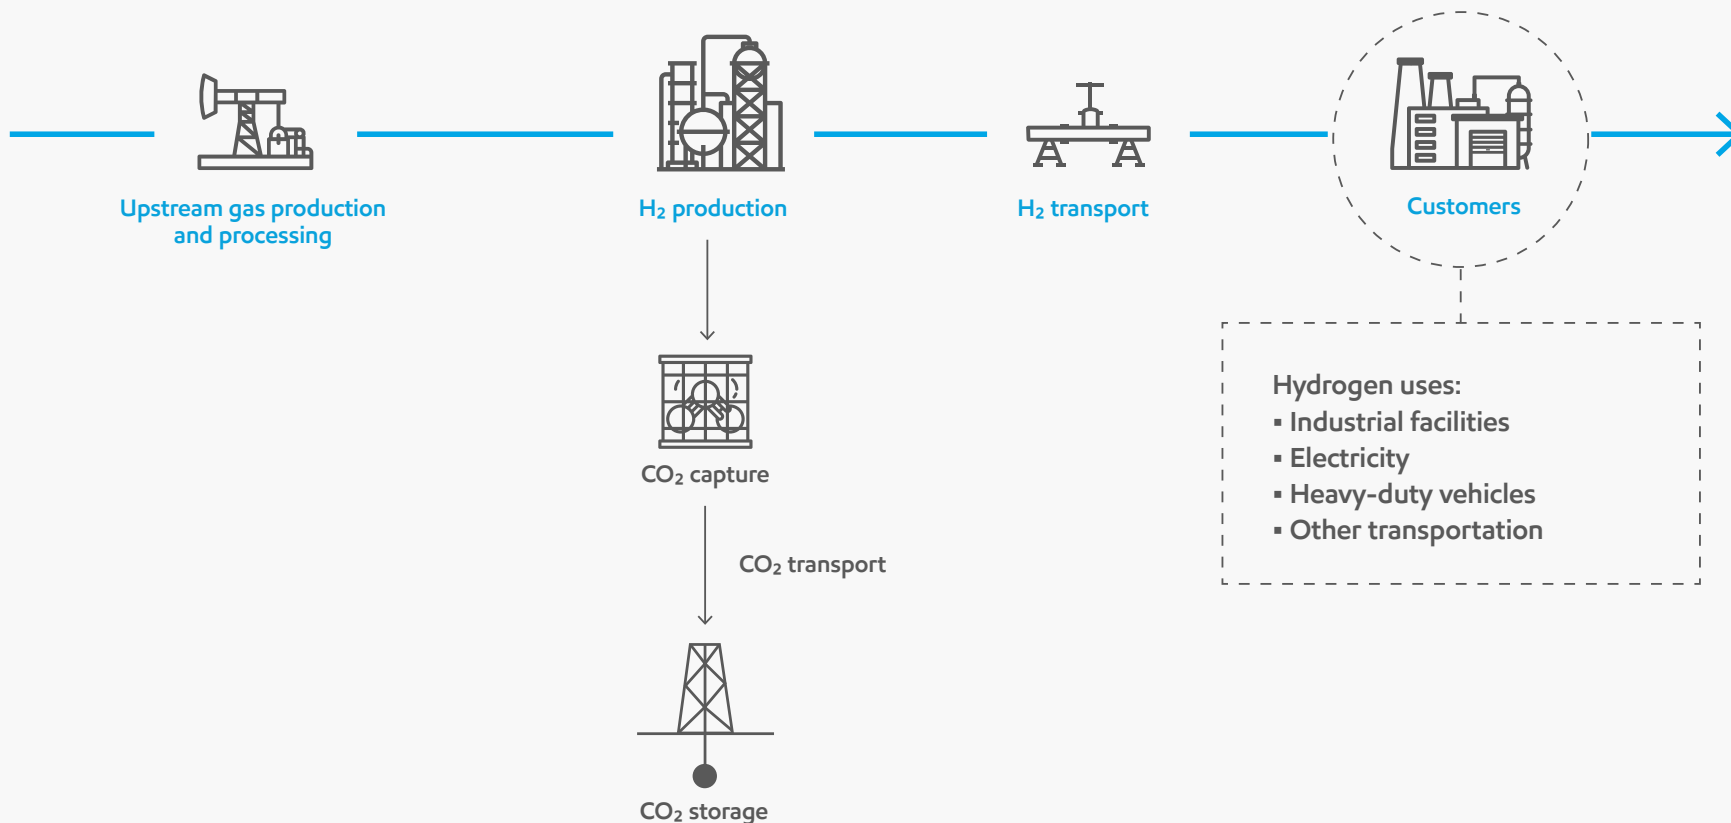 Upstream gas production
and processing
H₂ production
H₂ transport
Customers
CO₂ capture
CO₂ transport
CO₂ storage
Hydrogen uses:
▪ Industrial facilities
▪ Electricity
▪ Heavy-duty vehicles
▪ Other transportation